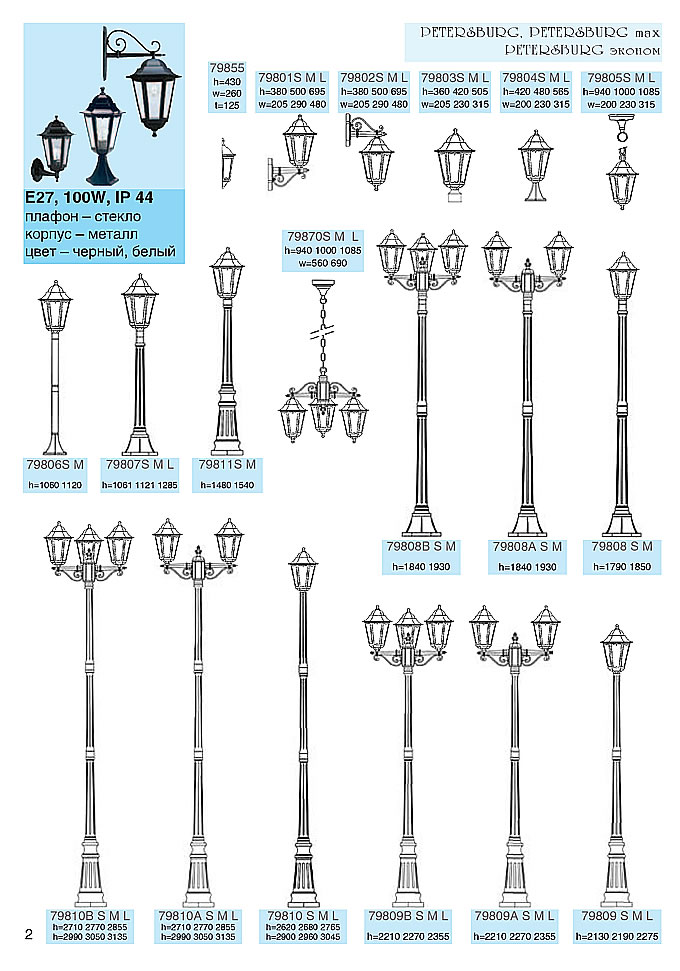 PETERSBURG, PETERSBURG max
PETERSBURG эконом
E27, 100W, IP 44
плафон – стекло
корпус – металл
цвет – черный, белый
79855
h=430
w=260
t=125
79801S M L
h=380 500 695
w=205 290 480
79802S M L
h=380 500 695
w=205 290 480
79803S M L
h=360 420 505
w=205 230 315
79804S M L
h=420 480 565
w=200 230 315
79805S M L
h=940 1000 1085
w=200 230 315
79870S M L
h=940 1000 1085
w=560 690
79806S M
h=1060 1120
79807S M L
h=1061 1121 1285
79811S M
h=1480 1540
79808B S M
h=1840 1930
79808A S M
h=1840 1930
79808 S M
h=1790 1850
79810B S M L
h=2710 2770 2855
h=2990 3050 3135
79810A S M L
h=2710 2770 2855
h=2990 3050 3135
79810 S M L
h=2620 2680 2765
h=2900 2960 3045
79809B S M L
h=2210 2270 2355
79809A S M L
h=2210 2270 2355
79809 S M L
h=2130 2190 2275
2